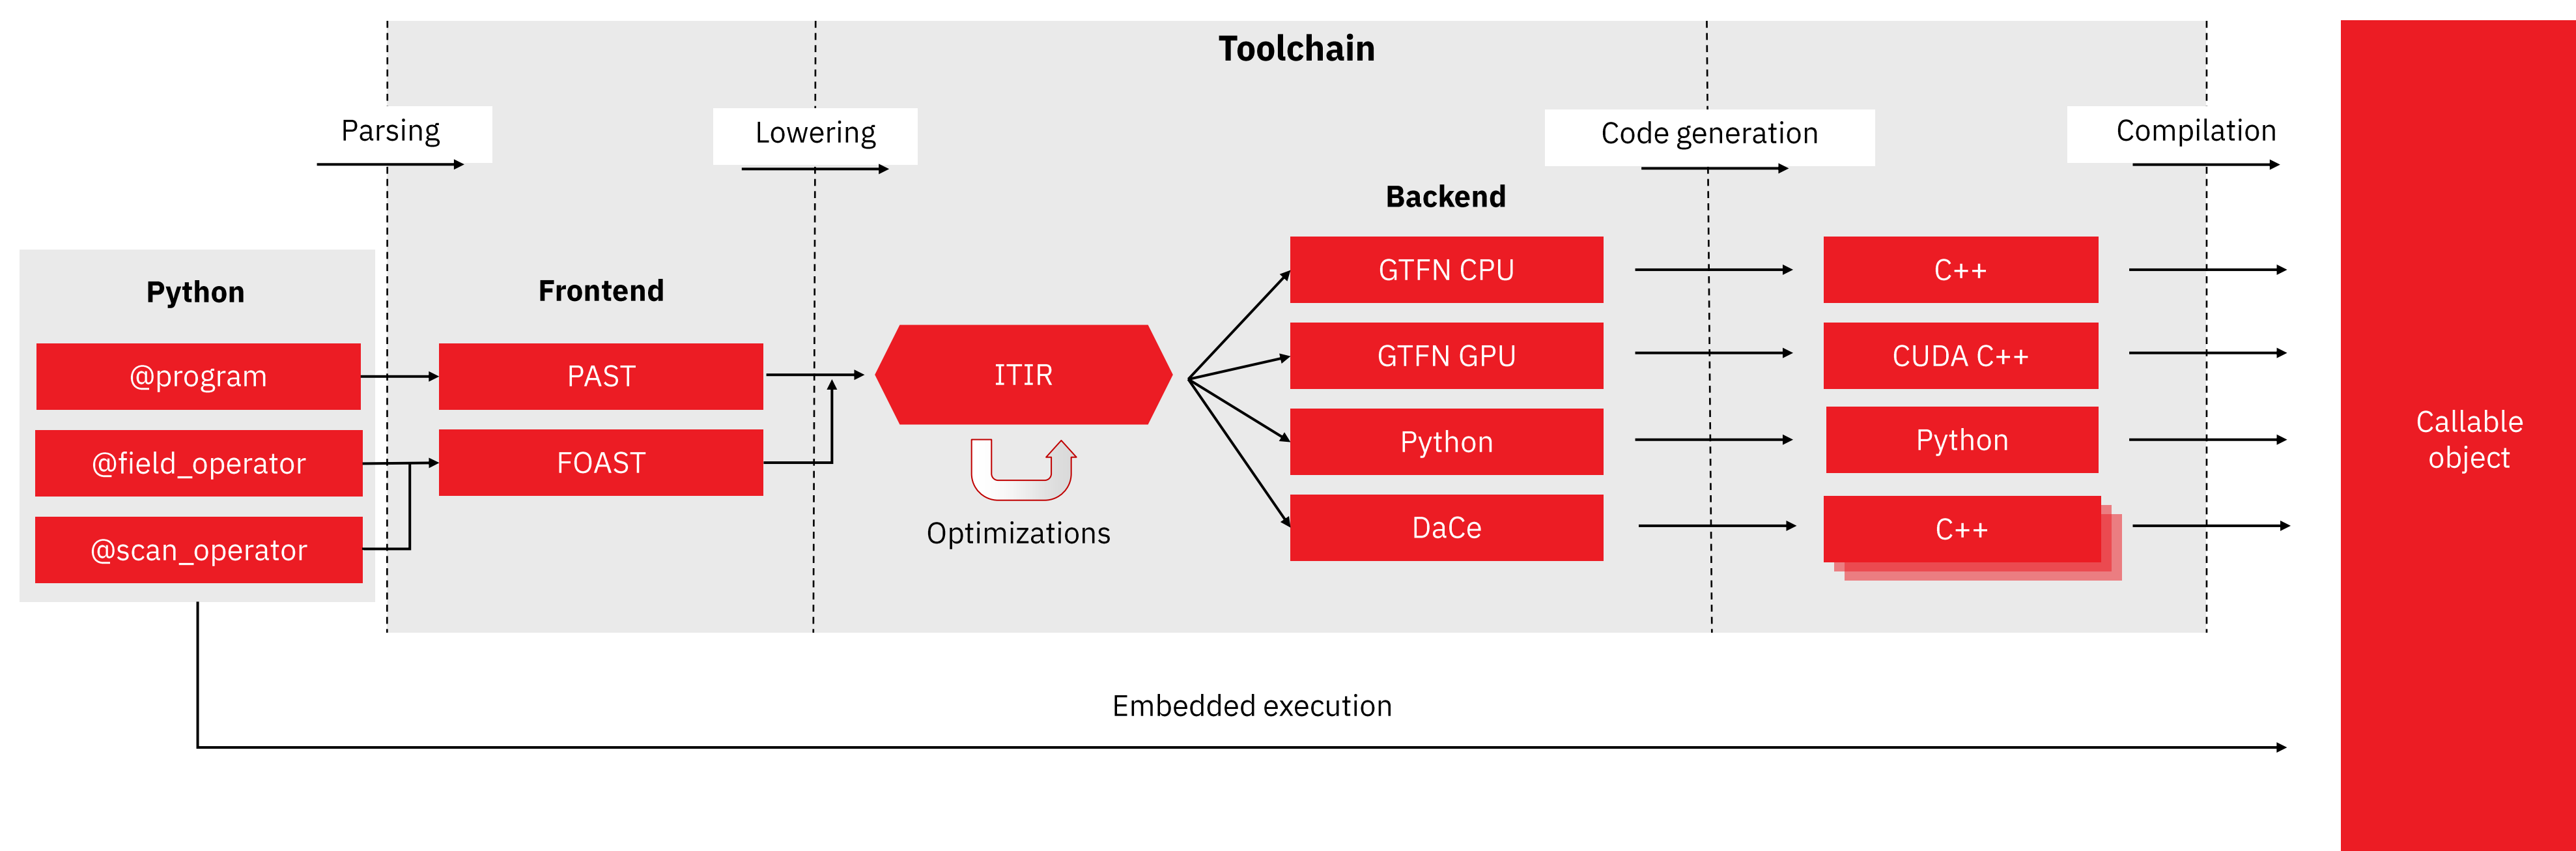 Toolchain
Parsing
Lowering
Code generation
Compilation
Python
@program
@field_operator
@scan_operator
Frontend
PAST
FOAST
ITIR
Optimizations
Backend
GTFN CPU
GTFN GPU
Python
DaCe
C++
CUDA C++
Python
C++
Callable
object
Embedded execution